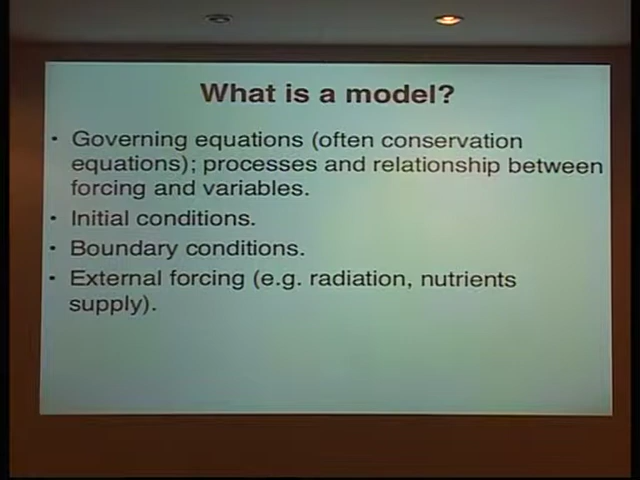 What is a model?
• Governing equations (often conservation
equations); processes and relationship between
forcing and variables.
• Initial conditions.
• Boundary conditions.
• External forcing (e.g. radiation, nutrients
supply).